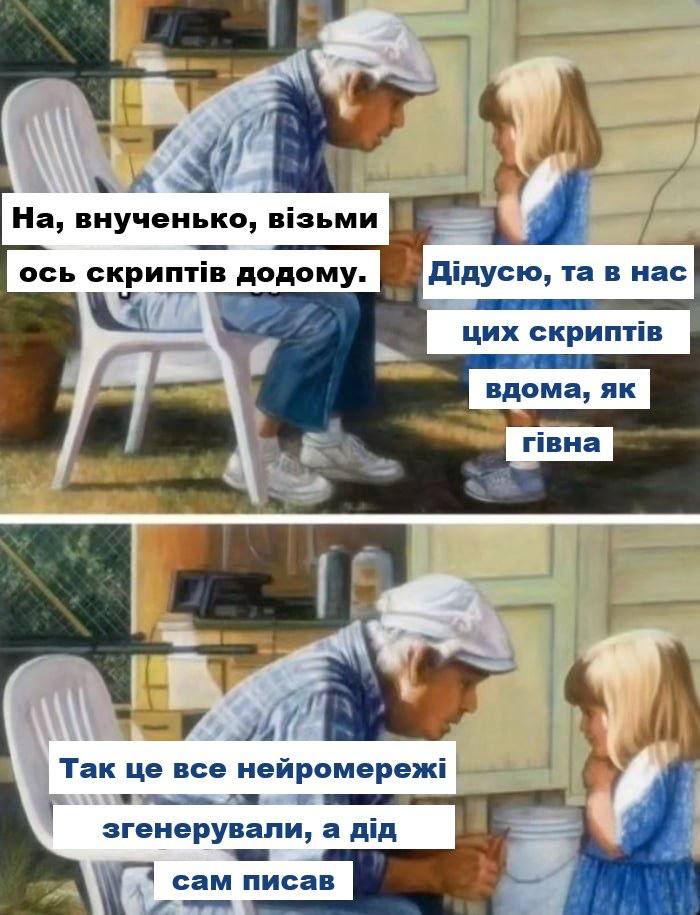 На, внученько, візьми
ось скриптів додому.
Дідусю, та в нас
цих скриптів
вдома, як
гівна
Так це все нейромережі
згенерували, а дід
сам писав